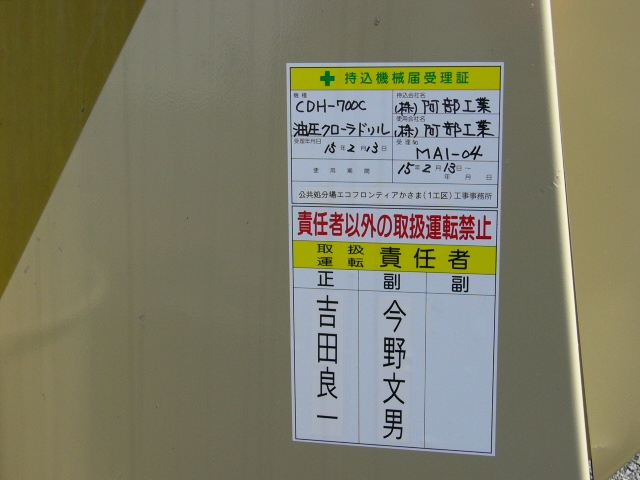 持込機械届受理証
機種
CDH-700C
油圧クローラドリル
持込会社名
(株)阿部工業
使用会社名
(株)阿部工業
受理年月日
15年2月13日
受理No
MA1-04
使用期間
15年2月13日~
年月日
公共処分場エコフロンティアかさま(1工区)工事事務所
責任者以外の取扱運転禁止
取扱運転責任者
正 副 副
吉田良一
今野文男